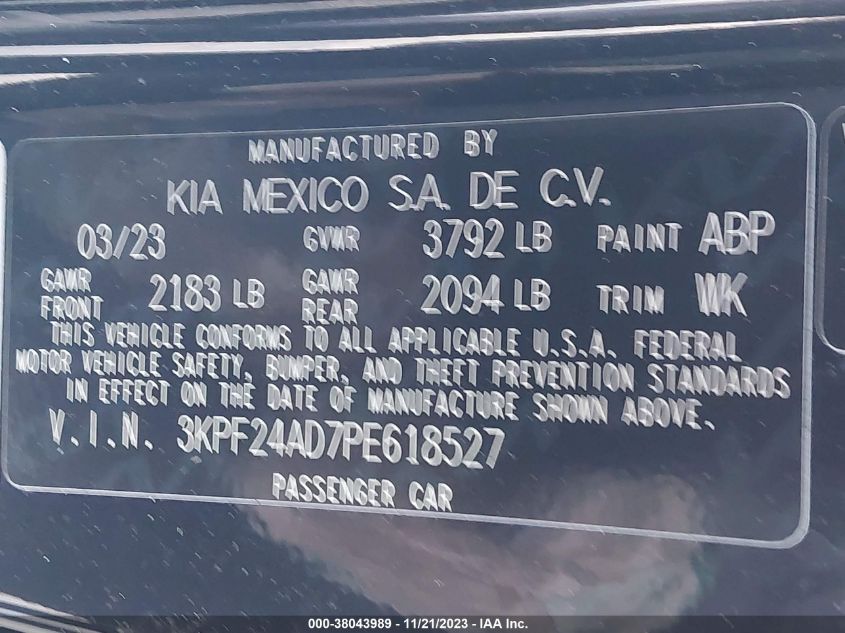 MANUFACTURED BY
KIA MEXICO S.A. DE C.V.
03/23 GVWR 3792 LB PAINT ABP
GAWR FRONT 2183 LB GAWR REAR 2094 LB TRIM WK
THIS VEHICLE CONFORMS TO ALL APPLICABLE U.S.A. FEDERAL
MOTOR VEHICLE SAFETY, BUMPER, AND THEFT PREVENTION STANDARDS
IN EFFECT ON THE DATE OF MANUFACTURE SHOWN ABOVE.
V.I.N. 3KPF24AD7PE618527
PASSENGER CAR
000-38043989 - 11/21/2023 - IAA Inc.